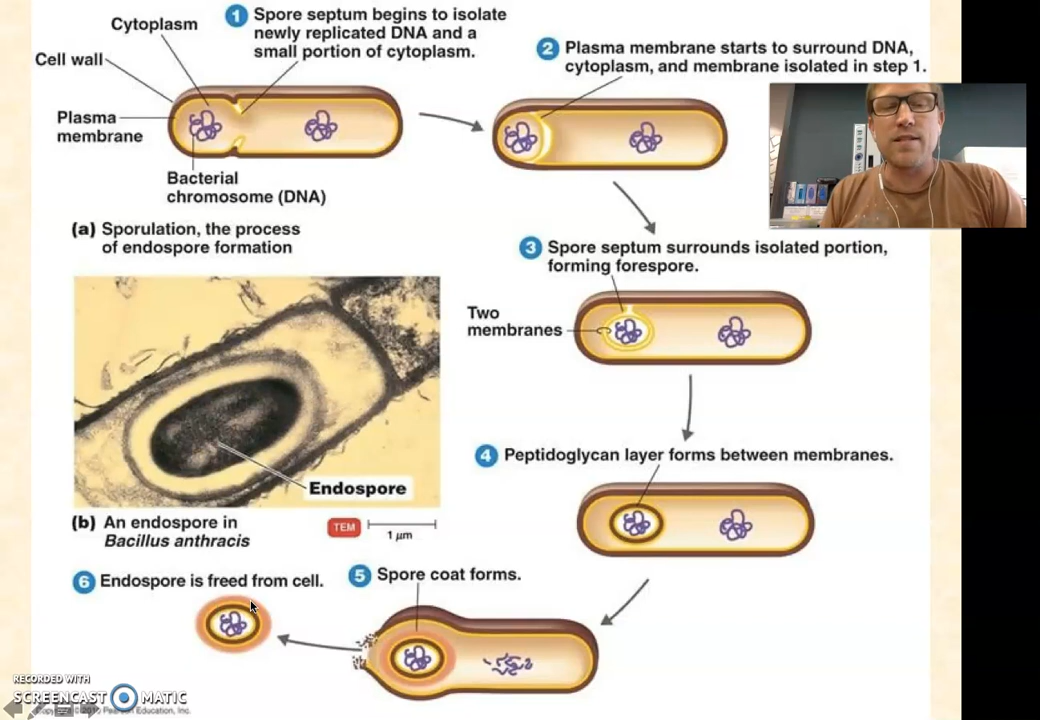 Cytoplasm
Cell wall
Plasma
membrane
Bacterial
chromosome (DNA)
1 Spore septum begins to isolate
newly replicated DNA and a
small portion of cytoplasm.
2 Plasma membrane starts to surround DNA,
cytoplasm, and membrane isolated in step 1.
(a) Sporulation, the process
of endospore formation
3 Spore septum surrounds isolated portion,
forming forespore.
Two
membranes
4 Peptidoglycan layer forms between membranes.
Endospore
(b) An endospore in
Bacillus anthracis
TEM
1 µm
6 Endospore is freed from cell.
5 Spore coat forms.
RECORDED WITH
SCREENCAST MATIC
Education, Inc.